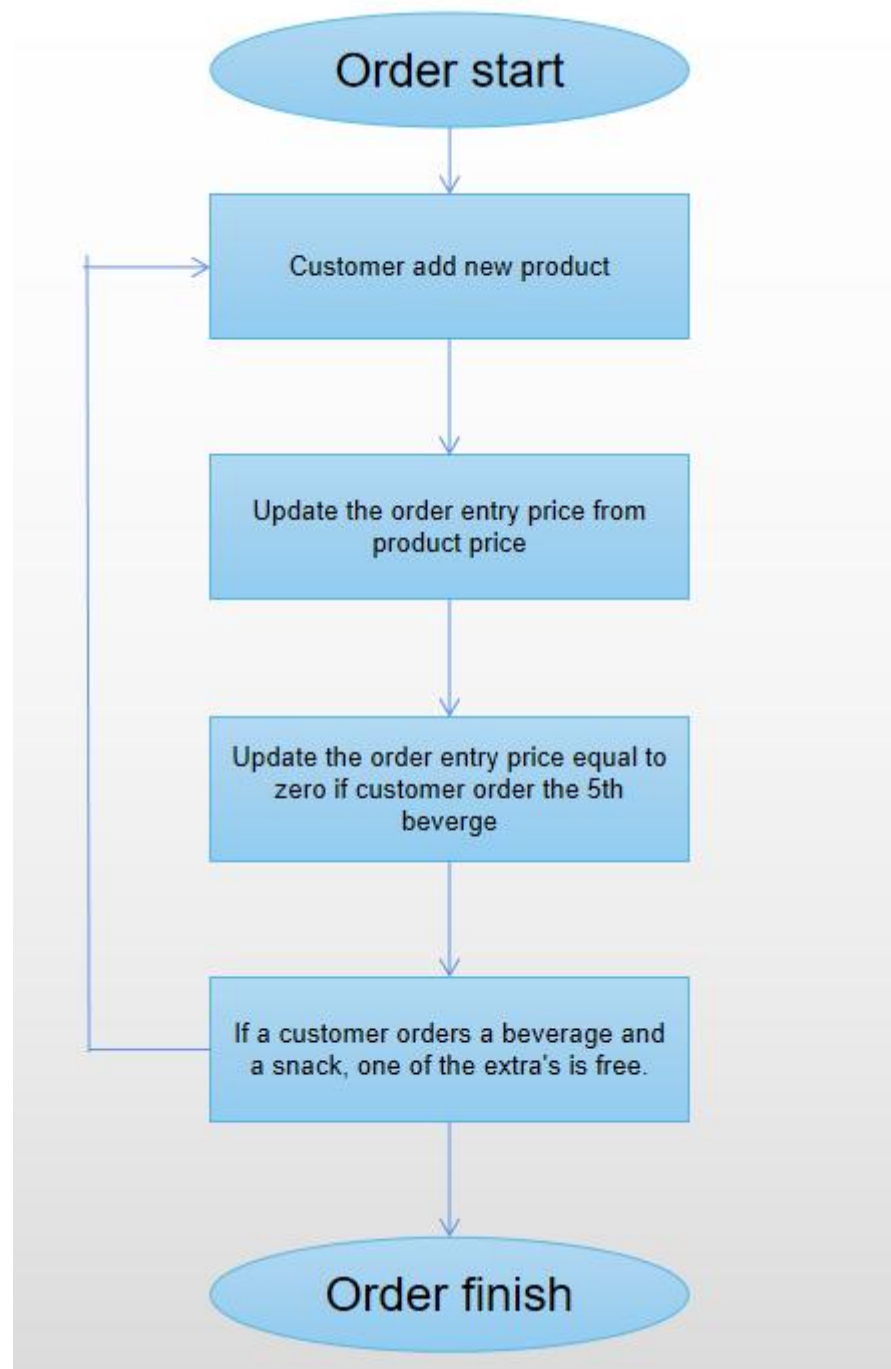 Order start
Customer add new product
Update the order entry price from
product price
Update the order entry price equal to
zero if customer order the 5th
beverge
If a customer orders a beverage and
a snack, one of the extra's is free.
Order finish